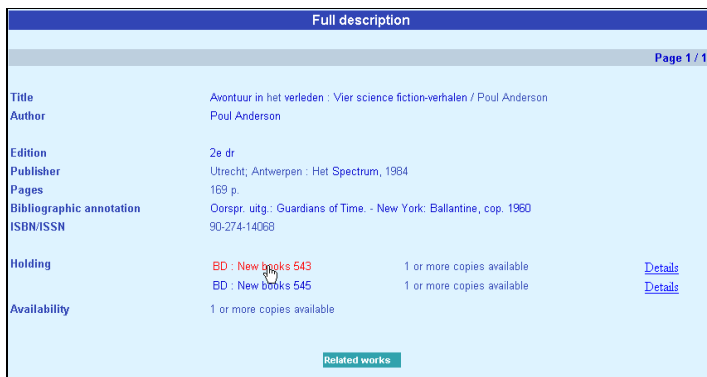 Full description
Page 1 / 1
Title Avontuur in het verleden : Vier science fiction-verhalen / Poul Anderson
Author Poul Anderson
Edition 2e dr
Publisher Utrecht; Antwerpen : Het Spectrum, 1984
Pages 169 p.
Bibliographic annotation Oorspr. uitg.: Guardians of Time. - New York: Ballantine, cop. 1960
ISBN/ISSN 90-274-14068
Holding BD : New books 543 1 or more copies available Details
BD : New books 545 1 or more copies available Details
Availability 1 or more copies available
Related works